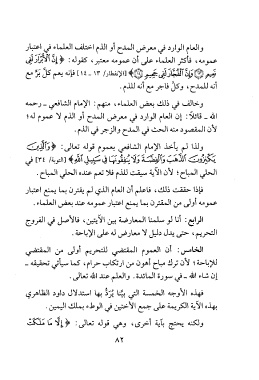 والعام الوارد في معرض المدح أو الذم اختلف العلماء في اعتبار
عمومه، فأكثر العلماء على أن عمومه معتبر، كقوله: ﴿إِنَّ الْأَبْرَارَ لَفِي
نَعِيمٍ ﴿١٣﴾ وَإِنَّ الْفُجَّارَ لَفِي جَحِيمٍ ﴿١٤﴾﴾ [الانفطار/ ١٣ ـ ١٤] فإنه يعم كل بَرٍّ مع
أنه للمدح، وكل فاجر مع أنه للذم.
وخالف في ذلك بعض العلماء، منهم: الإمام الشافعي ـ رحمه
الله ـ قائلاً: إن العام الوارد في معرض المدح أو الذم لا عموم له؛
لأن المقصود منه الحث في المدح والزجر في الذم.
ولذا لم يأخذ الإمام الشافعي بعموم قوله تعالى: ﴿وَالَّذِينَ
يَكْنِزُونَ الذَّهَبَ وَالْفِضَّةَ وَلَا يُنفِقُونَهَا فِي سَبِيلِ اللَّهِ﴾ [التوبة/ ٣٤] في
الحلي المباح؛ لأن الآية سيقت للذم فلا تعم عنده الحلي المباح.
فإذا حققت ذلك، فاعلم أن العام الذي لم يقترن بما يمنع اعتبار
عمومه أولى من المقترن بما يمنع اعتبار عمومه عند بعض العلماء.
الرابع: أنا لو سلمنا المعارضة بين الآيتين، فالأصل في الفروج
التحريم، حتى يدل دليل لا معارض له على الإباحة.
الخامس: أن العموم المقتضي للتحريم أولى من المقتضي
للإباحة؛ لأن ترك مباح أهون من ارتكاب حرام، كما سيأتي تحقيقه ـ
إن شاء الله ـ في سورة المائدة. والعلم عند الله تعالى.
فهذه الأوجه الخمسة التي بيَّنا يُرَدُّ بها استدلال داود الظاهري
بهذه الآية الكريمة على جمع الأختين في الوطء بملك اليمين.
ولكنه يحتج بآية أخرى، وهي قوله تعالى: ﴿إِلَّا مَا مَلَكَتْ
٨٢